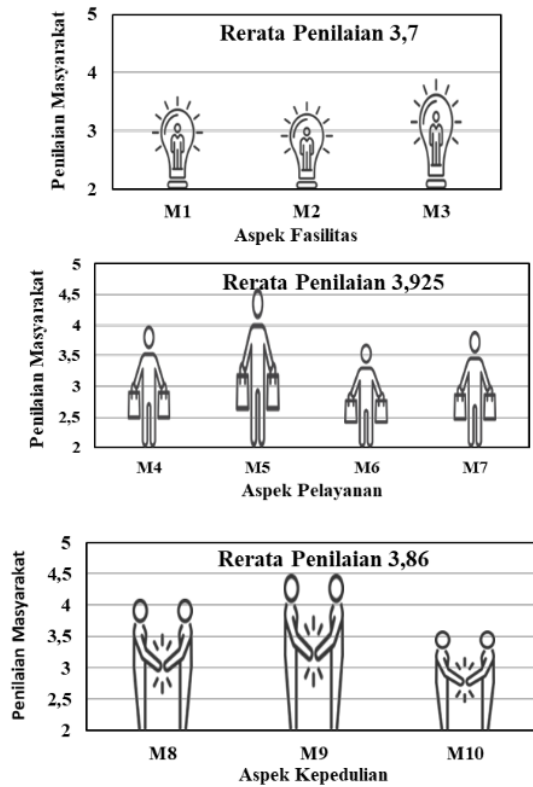 Rerata Penilaian 3,7
Penilaian Masyarakat
5
4
3
2
M1 M2 M3
Aspek Fasilitas
Rerata Penilaian 3,925
Penilaian Masyarakat
5
4,5
4
3,5
3
2,5
2
M4 M5 M6 M7
Aspek Pelayanan
Rerata Penilaian 3,86
Penilaian Masyarakat
5
4,5
4
3,5
3
2,5
2
M8 M9 M10
Aspek Kepedulian